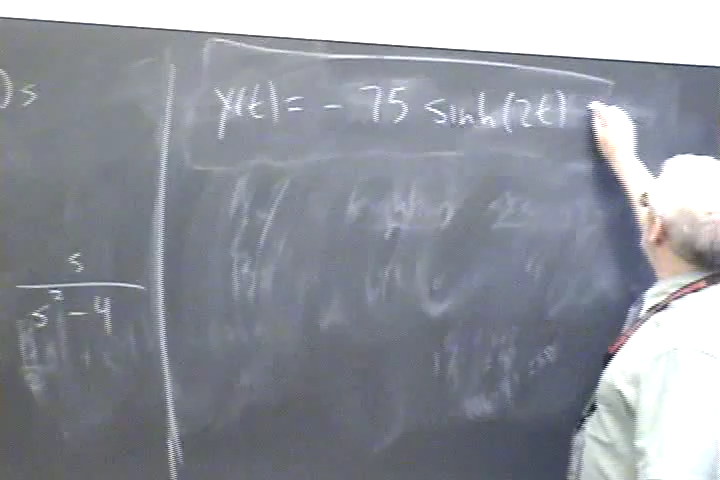 )s
y(t) = - 75 sinh(2t)
s
s² - 4